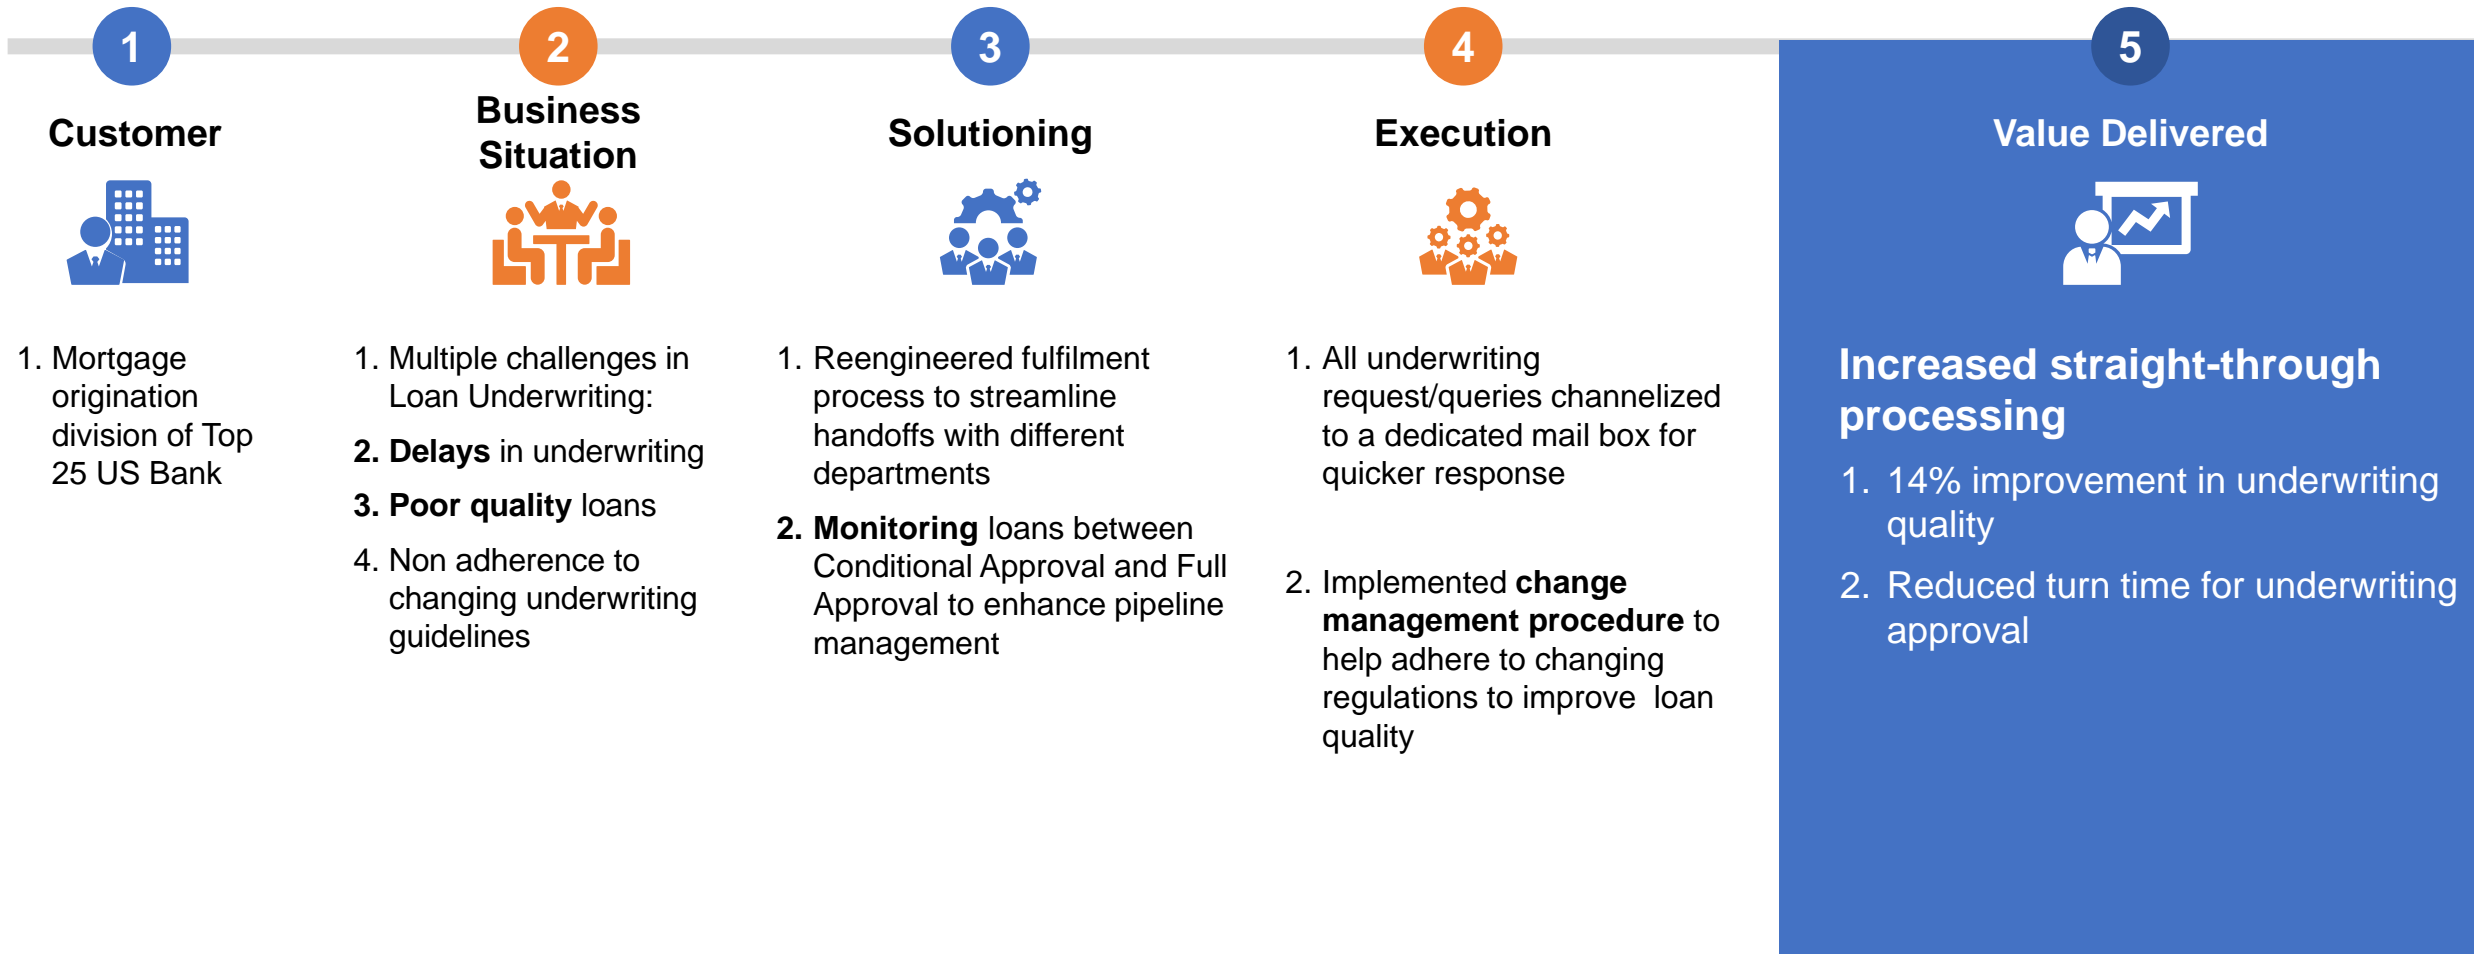 1
Customer
1. Mortgage
origination
division of Top
25 US Bank
2
Business
Situation
1. Multiple challenges in
Loan Underwriting:
2. Delays in underwriting
3. Poor quality loans
4. Non adherence to
changing underwriting
guidelines
3
Solutioning
1. Reengineered fulfilment
process to streamline
handoffs with different
departments
2. Monitoring loans between
Conditional Approval and Full
Approval to enhance pipeline
management
4
Execution
1. All underwriting
request/queries channelized
to a dedicated mail box for
quicker response
2. Implemented change
management procedure to
help adhere to changing
regulations to improve  loan
quality
5
Value Delivered
Increased straight-through
processing
1. 14% improvement in underwriting
quality
2. Reduced turn time for underwriting
approval